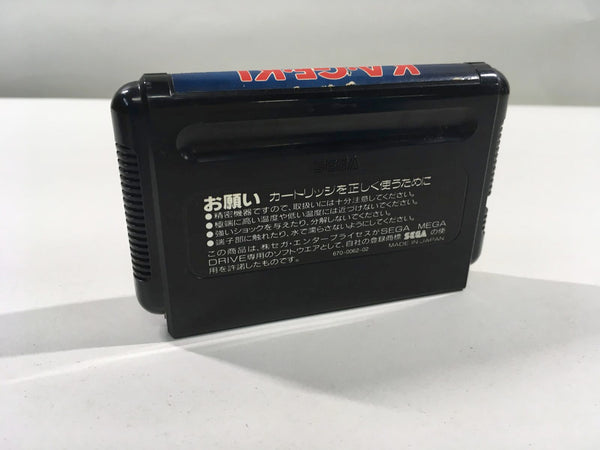 KA・GE・KI
SEGA
お願い カートリッジを正しく使うために
●精密機器ですので、取扱いには十分注意してください。
●極端に高い温度や低い温度には近づけないでください。
●強いショックを与えたり、分解しないでください。
●端子部に触れたり、水で濡らさないようにしてください。
この商品は、㈱セガ・エンタープライゼスがSEGA MEGA
DRIVE専用のソフトウエアとして、自社の登録商標 SEGA の使
用を許諾したものです。
670-0062-02
MADE IN JAPAN